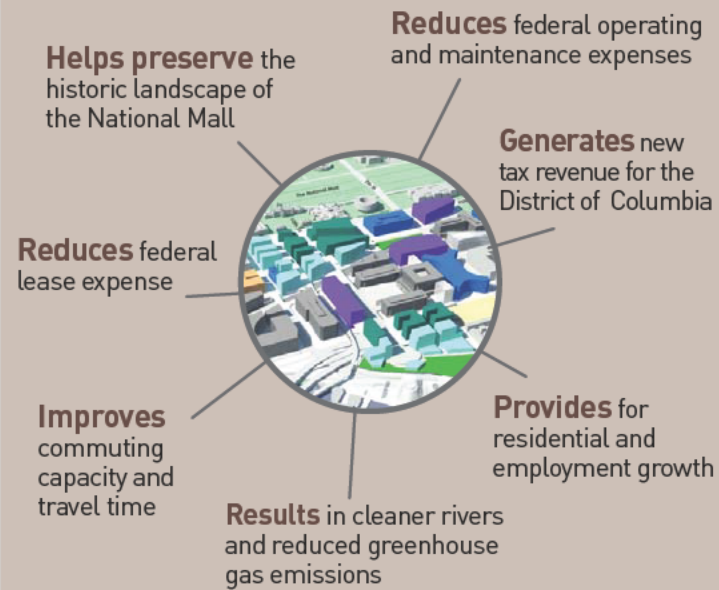 Reduces federal operating
and maintenance expenses
Helps preserve the
historic landscape of
the National Mall
Generates new
tax revenue for the
District of Columbia
The National Mall
Reduces federal
lease expense
Improves
commuting
capacity and
travel time
Provides for
residential and
employment growth
Results in cleaner rivers
and reduced greenhouse
gas emissions